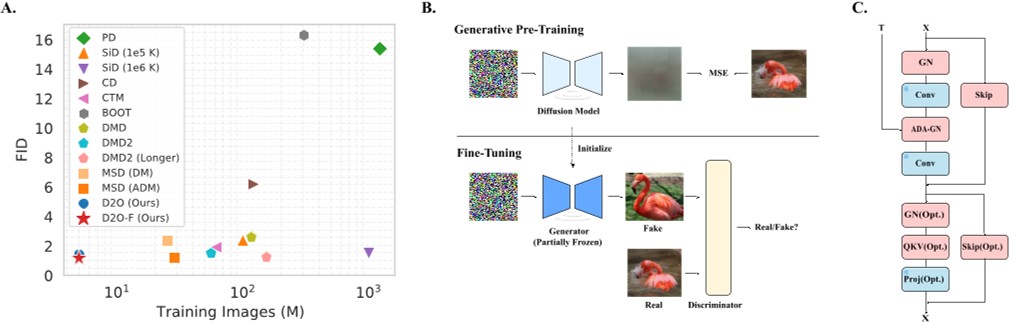 A.
16
14
12
10
8
6
4
2
0
FID
PD
SiD (1e5 K)
SiD (1e6 K)
CD
CTM
BOOT
DMD
DMD2
DMD2 (Longer)
MSD (DM)
MSD (ADM)
D2O (Ours)
D2O-F (Ours)
10¹
10²
10³
Training Images (M)
B.
Generative Pre-Training
MSE
Diffusion Model
Initialize
Fine-Tuning
Generator
(Partially Frozen)
Fake
Real
Discriminator
Real/Fake?
C.
T
X
GN
Conv
Skip
ADA-GN
Conv
GN(Opt.)
QKV(Opt.)
Skip(Opt.)
Proj(Opt.)
X